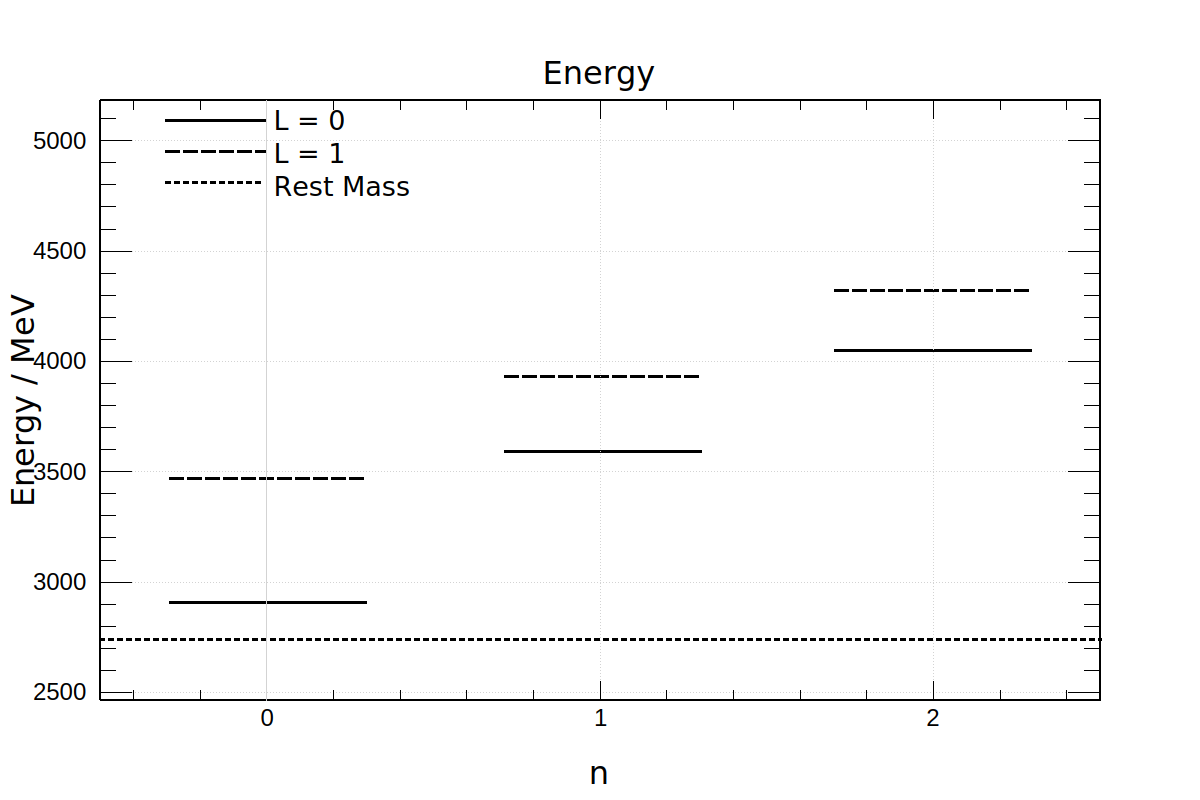 Energy
L = 0
L = 1
Rest Mass
5000
4500
4000
3500
3000
2500
Energy / MeV
0 1 2
n